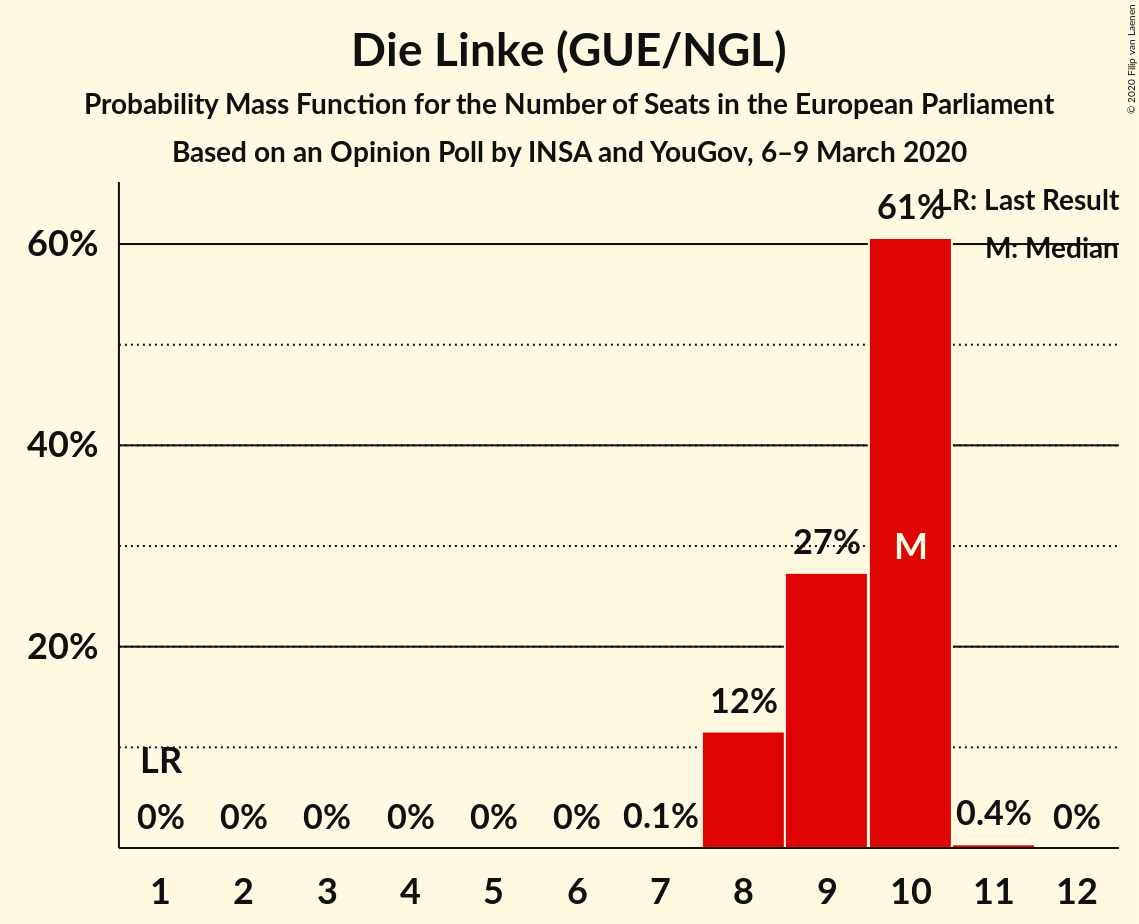 Die Linke (GUE/NGL)
Probability Mass Function for the Number of Seats in the European Parliament
Based on an Opinion Poll by INSA and YouGov, 6–9 March 2020
© 2020 Filip van Laenen
LR: Last Result
M: Median
60%
40%
20%
LR
0%
0%
0%
0%
0%
0%
0.1%
12%
27%
61%
M
0.4%
0%
1 2 3 4 5 6 7 8 9 10 11 12